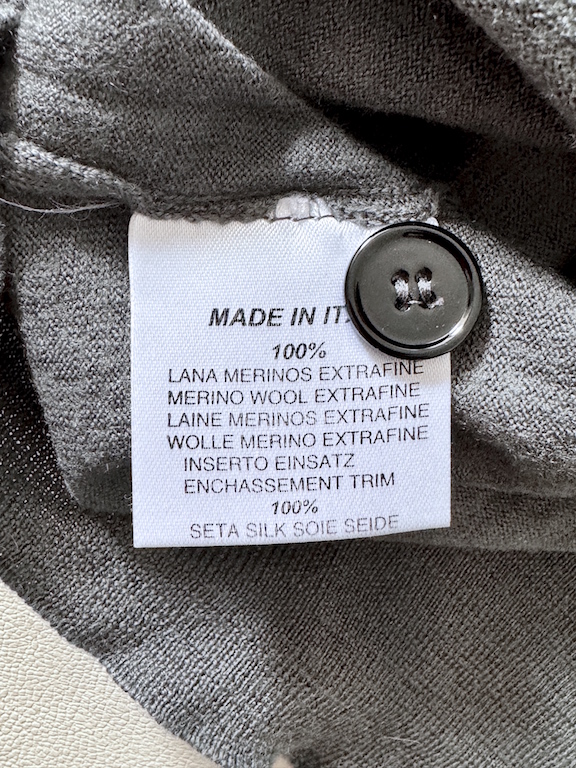 MADE IN
100%
LANA MERINOS EXTRAFINE
MERINO WOOL EXTRAFINE
LAINE MERINOS EXTRAFINE
WOLLE MERINO EXTRAFINE
INSERTO EINSATZ
ENCHASSEMENT TRIM
100%
SETA SILK SOIE SEIDE